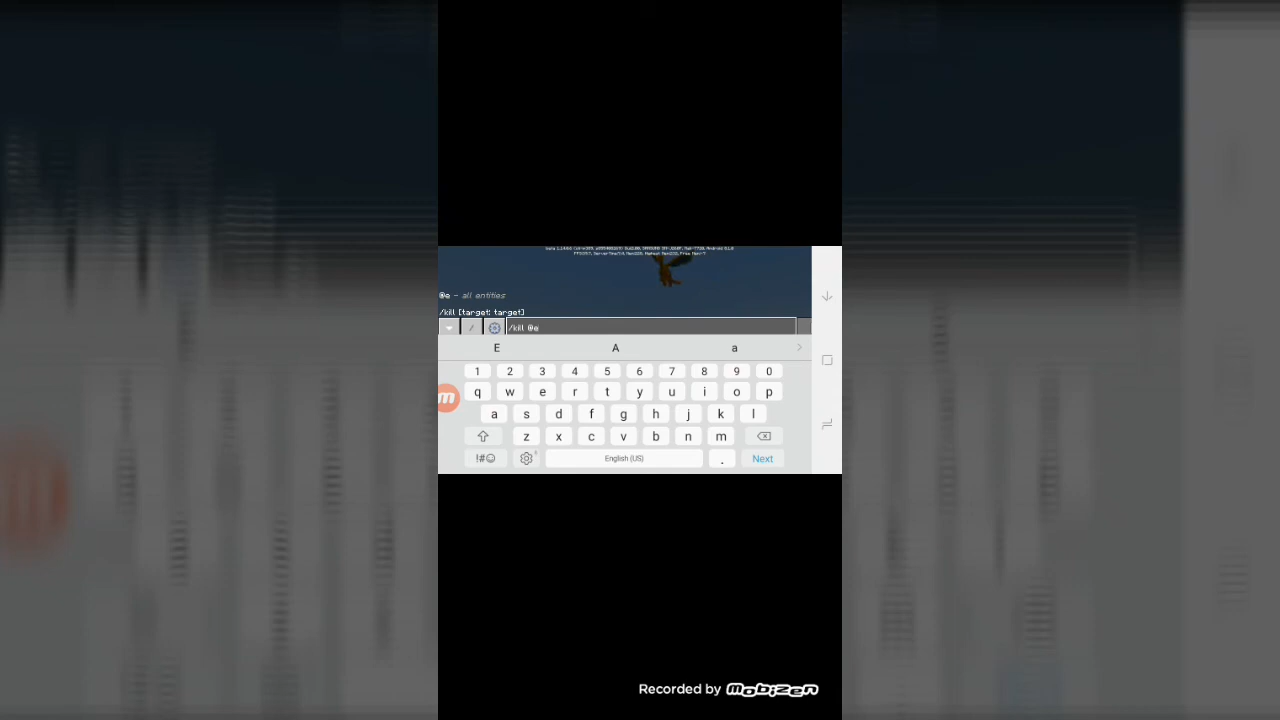 @e - all entities
/kill [target: target]
/ /kill @e
E A a
1 2 3 4 5 6 7 8 9 0
q w e r t y u i o p
a s d f g h j k l
z x c v b n m
!#☺ English (US) . Next
Recorded by Mobizen